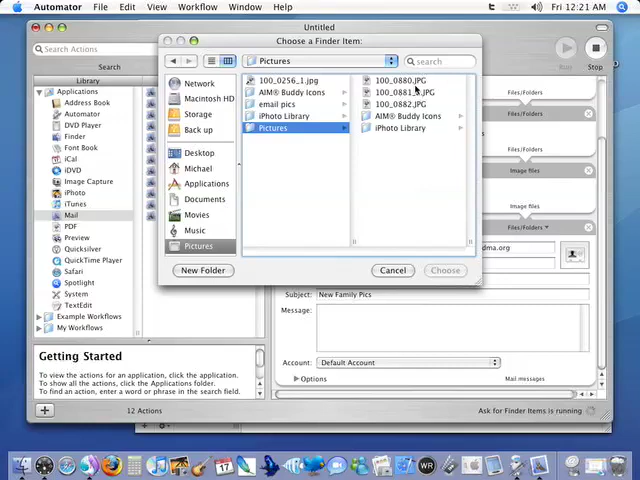 Automator File Edit View Workflow Window Help
Fri 12:21 AM
Untitled
Search Actions
Run Stop
Search
Library
Applications
Address Book
Automator
DVD Player
Finder
Font Book
iCal
iDVD
Image Capture
iPhoto
iTunes
Mail
PDF
Preview
Quicksilver
QuickTime Player
Safari
Spotlight
System
TextEdit
Example Workflows
My Workflows
Choose a Finder Item:
Pictures
search
Network
Macintosh HD
Storage
Back up
Desktop
Michael
Applications
Documents
Movies
Music
Pictures
100_0256_1.jpg
AIM® Buddy Icons
email pics
iPhoto Library
Pictures
100_0880.JPG
100_0882.JPG
AIM® Buddy Icons
iPhoto Library
New Folder
Cancel
Choose
Files/Folders
Files/Folders
Image files
Image files
Files/Folders
dma.org
Subject: New Family Pics
Message:
Account: Default Account
Options
Mail messages
Getting Started
To view the actions for an application, click the application.
To show all the actions, click the Applications folder.
To find an action, enter a word or phrase in the search field.
12 Actions
Ask for Finder Items is running
17
WR